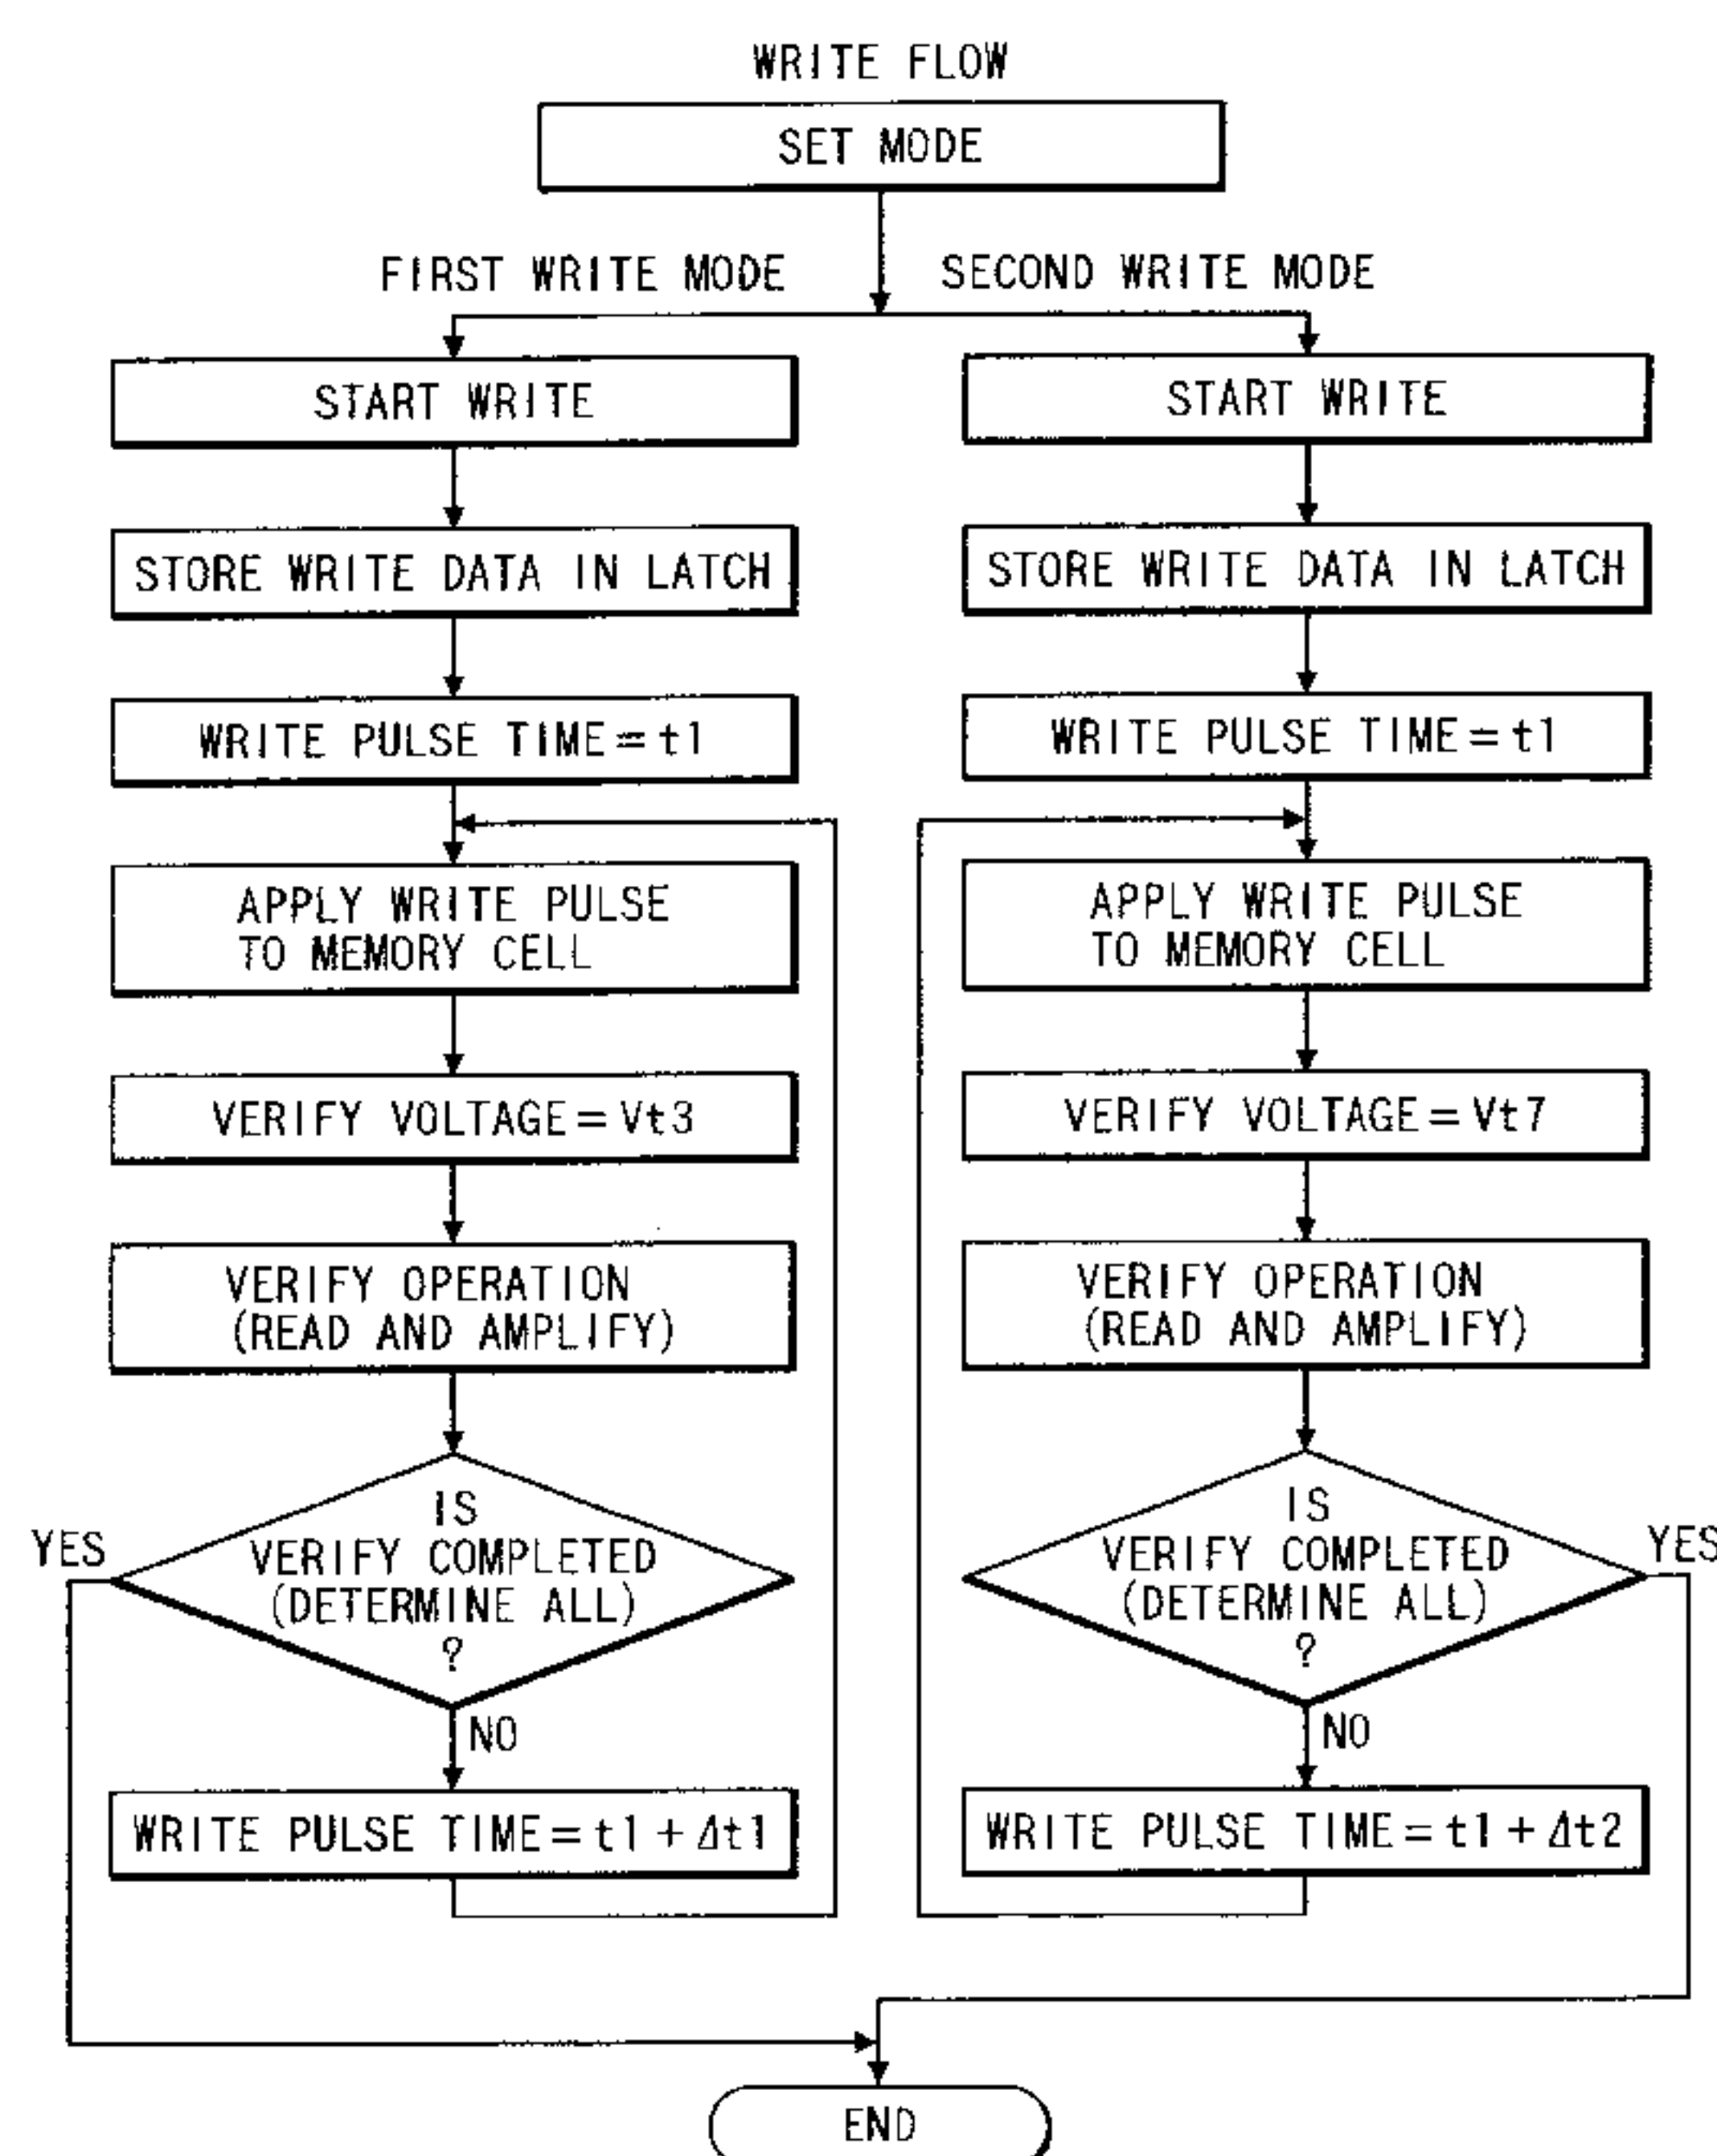 WRITE FLOW
SET MODE
FIRST WRITE MODE
START WRITE
STORE WRITE DATA IN LATCH
WRITE PULSE TIME=t1
APPLY WRITE PULSE
TO MEMORY CELL
VERIFY VOLTAGE=Vt3
VERIFY OPERATION
(READ AND AMPLIFY)
IS
VERIFY COMPLETED
(DETERMINE ALL)
?
YES
NO
WRITE PULSE TIME=t1+Δt1
SECOND WRITE MODE
START WRITE
STORE WRITE DATA IN LATCH
WRITE PULSE TIME=t1
APPLY WRITE PULSE
TO MEMORY CELL
VERIFY VOLTAGE=Vt7
VERIFY OPERATION
(READ AND AMPLIFY)
IS
VERIFY COMPLETED
(DETERMINE ALL)
?
YES
NO
WRITE PULSE TIME=t1+Δt2
END